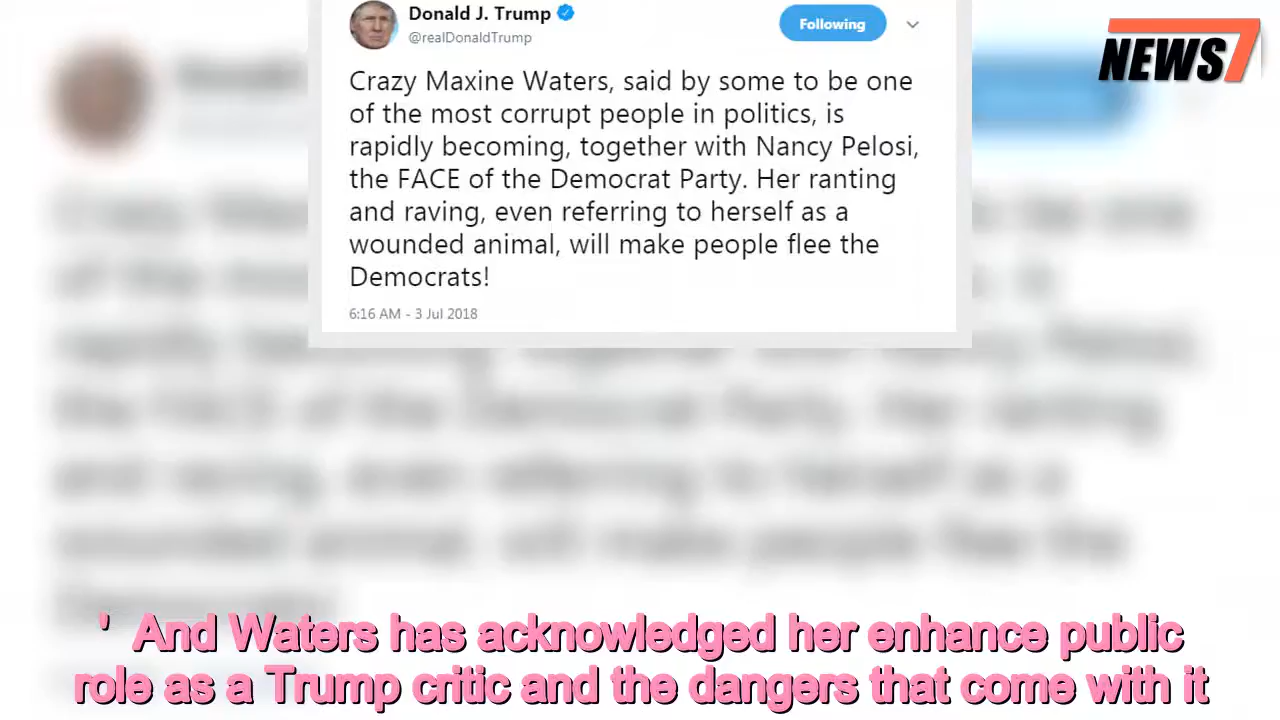 Donald J. Trump
@realDonaldTrump
Following
NEWS7
Crazy Maxine Waters, said by some to be one
of the most corrupt people in politics, is
rapidly becoming, together with Nancy Pelosi,
the FACE of the Democrat Party. Her ranting
and raving, even referring to herself as a
wounded animal, will make people flee the
Democrats!
6:16 AM - 3 Jul 2018
' And Waters has acknowledged her enhance public
role as a Trump critic and the dangers that come with it